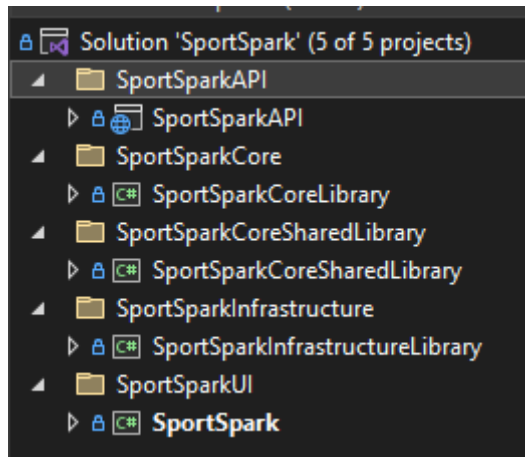 Solution 'SportSpark' (5 of 5 projects)
SportSparkAPI
SportSparkAPI
SportSparkCore
C# SportSparkCoreLibrary
SportSparkCoreSharedLibrary
C# SportSparkCoreSharedLibrary
SportSparkInfrastructure
C# SportSparkInfrastructureLibrary
SportSparkUI
C# SportSpark